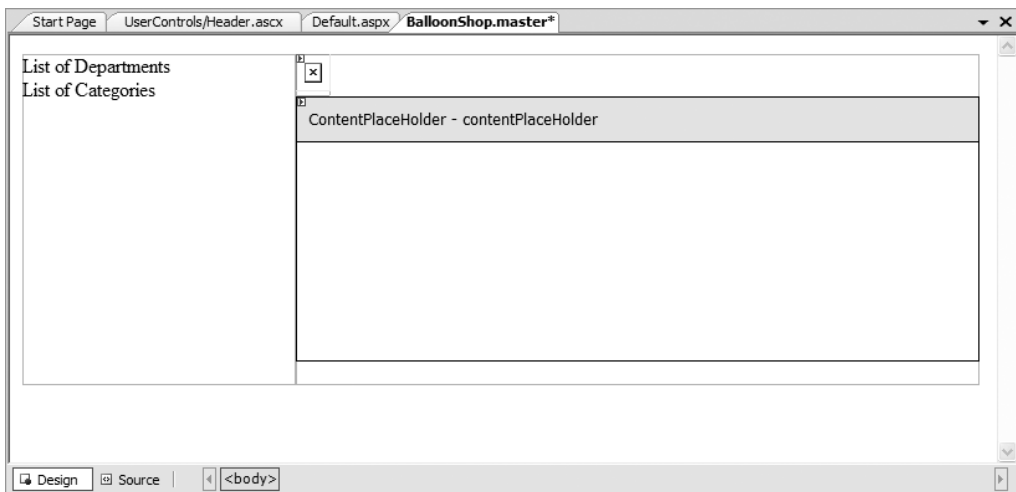 Start Page UserControls/Header.ascx Default.aspx BalloonShop.master*
List of Departments
List of Categories
ContentPlaceHolder - contentPlaceHolder
Design Source <body>